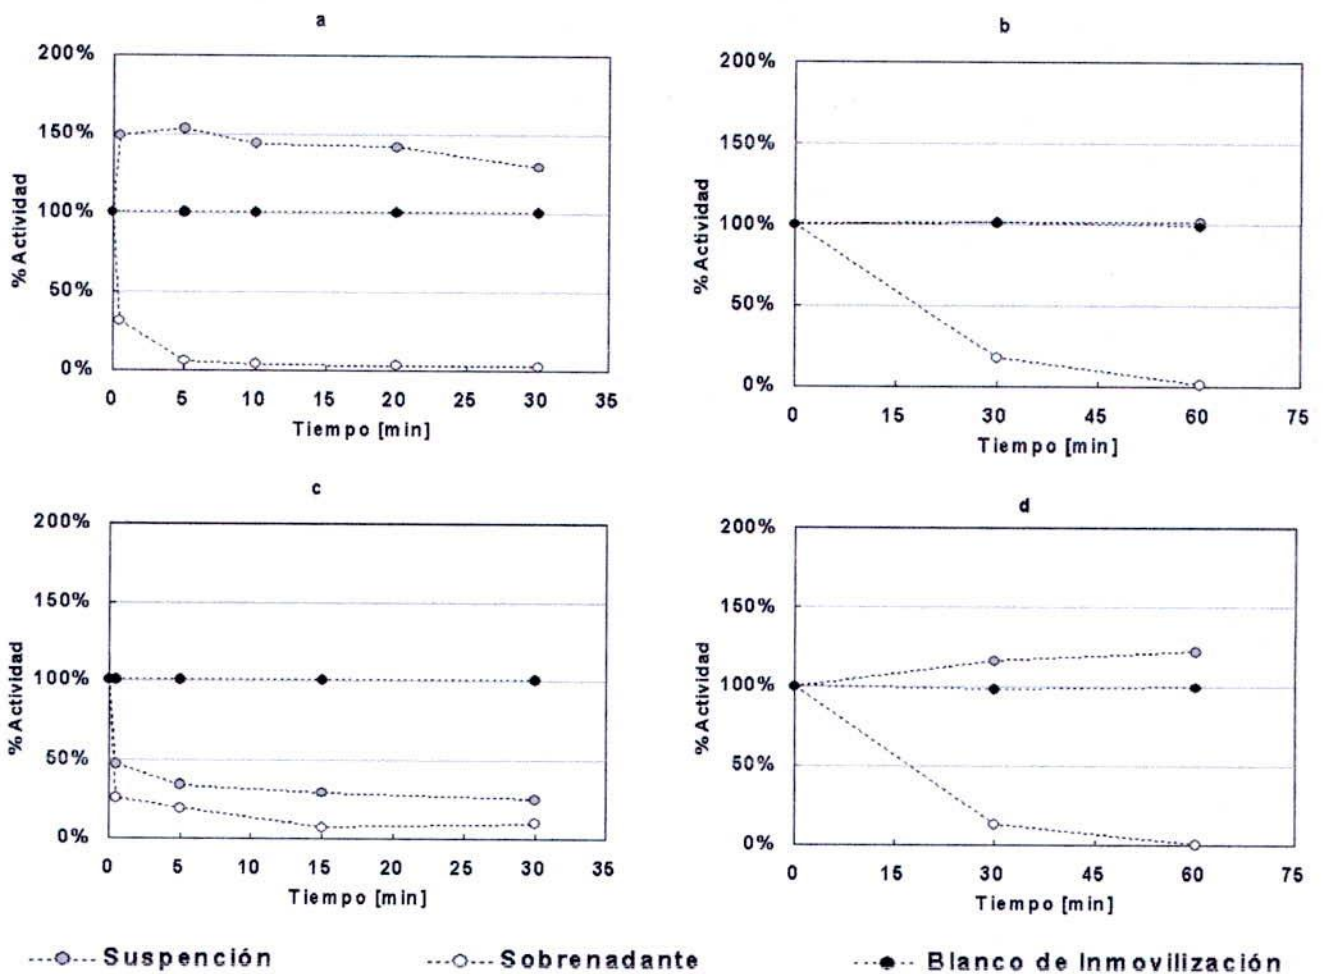 a
200%
150%
100%
50%
0%
% Actividad
0 5 10 15 20 25 30 35
Tiempo [min]
b
200%
150%
100%
50%
0%
% Actividad
0 15 30 45 60 75
Tiempo [min]
c
200%
150%
100%
50%
0%
% Actividad
0 5 10 15 20 25 30 35
Tiempo [min]
d
200%
150%
100%
50%
0%
% Actividad
0 15 30 45 60 75
Tiempo [min]
Suspención Sobrenadante Blanco de Inmovilización